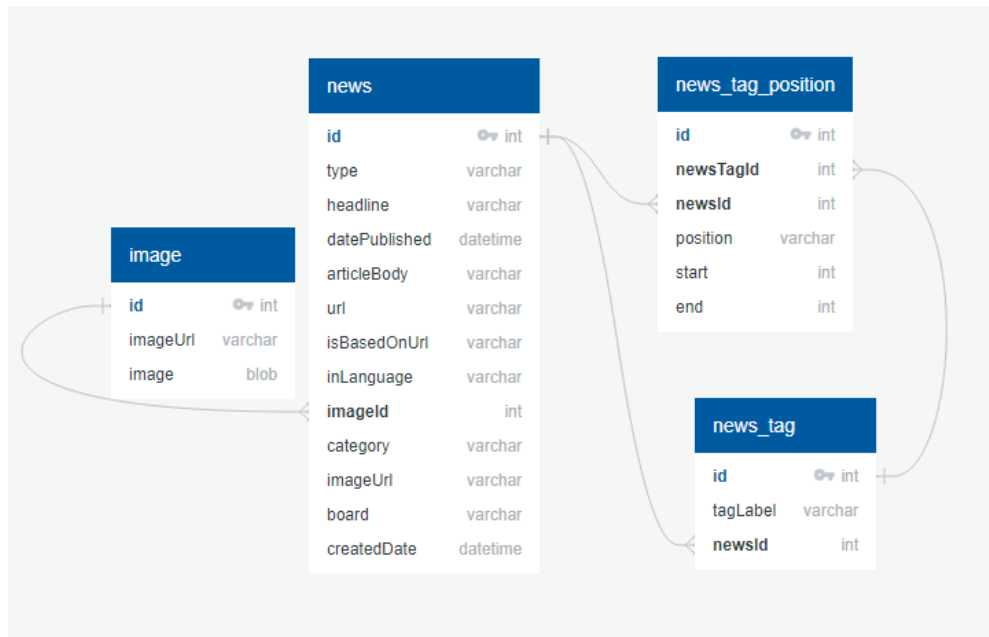 image
id int
imageUrl varchar
image blob
news
id int
type varchar
headline varchar
datePublished datetime
articleBody varchar
url varchar
isBasedOnUrl varchar
inLanguage varchar
imageId int
category varchar
imageUrl varchar
board varchar
createdDate datetime
news_tag_position
id int
newsTagId int
newsId int
position varchar
start int
end int
news_tag
id int
tagLabel varchar
newsId int